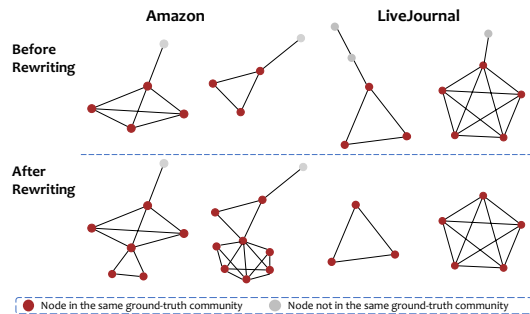 Amazon
LiveJournal
Before
Rewriting
After
Rewriting
Node in the same ground-truth community
Node not in the same ground-truth community